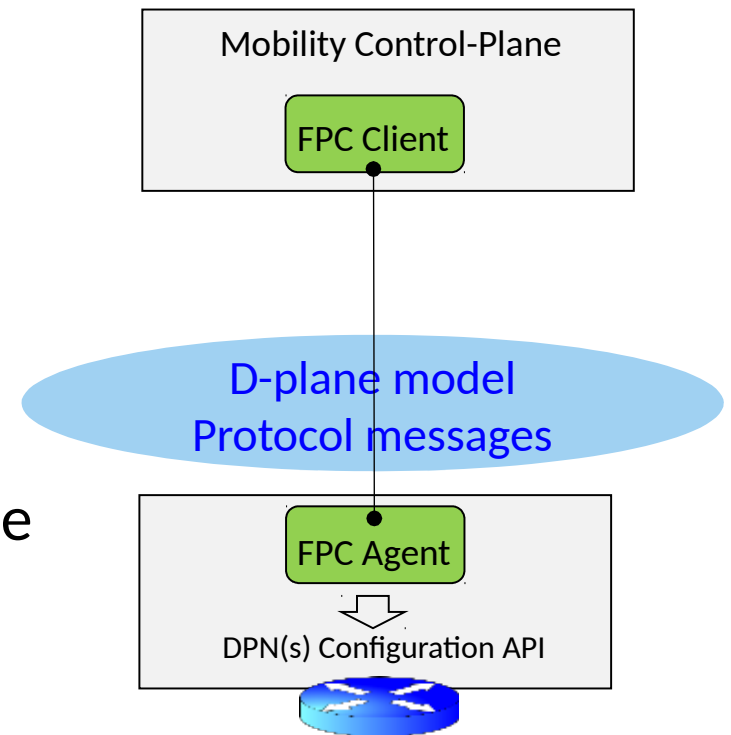 Mobility Control-Plane
FPC Client
D-plane model
Protocol messages
e
FPC Agent
DPN(s) Configuration API